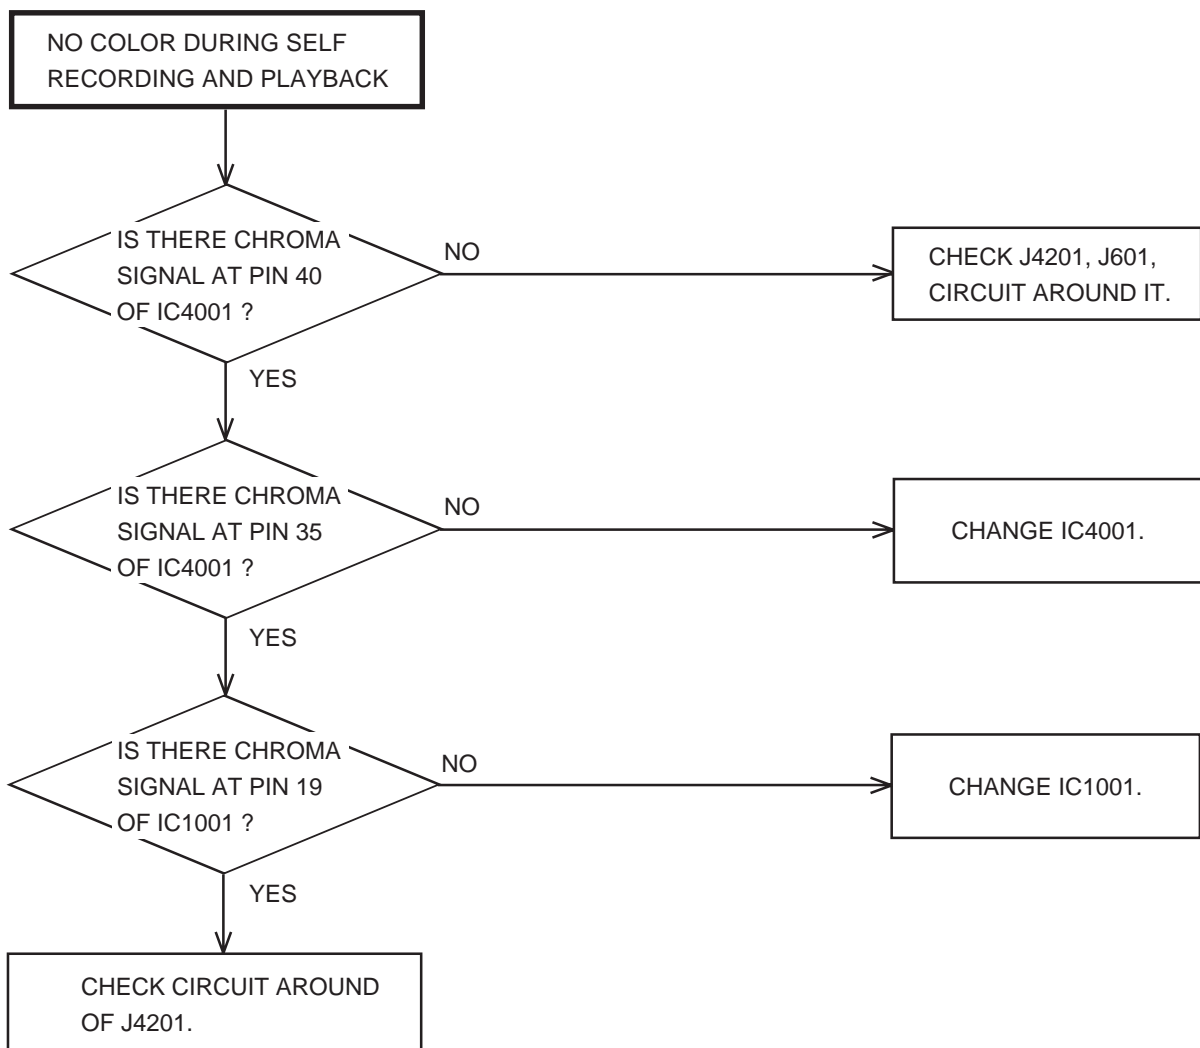 NO COLOR DURING SELF
RECORDING AND PLAYBACK
IS THERE CHROMA
SIGNAL AT PIN 40
OF IC4001 ?
NO
CHECK J4201, J601,
CIRCUIT AROUND IT.
YES
IS THERE CHROMA
SIGNAL AT PIN 35
OF IC4001 ?
NO
CHANGE IC4001.
YES
IS THERE CHROMA
SIGNAL AT PIN 19
OF IC1001 ?
NO
CHANGE IC1001.
YES
CHECK CIRCUIT AROUND
OF J4201.